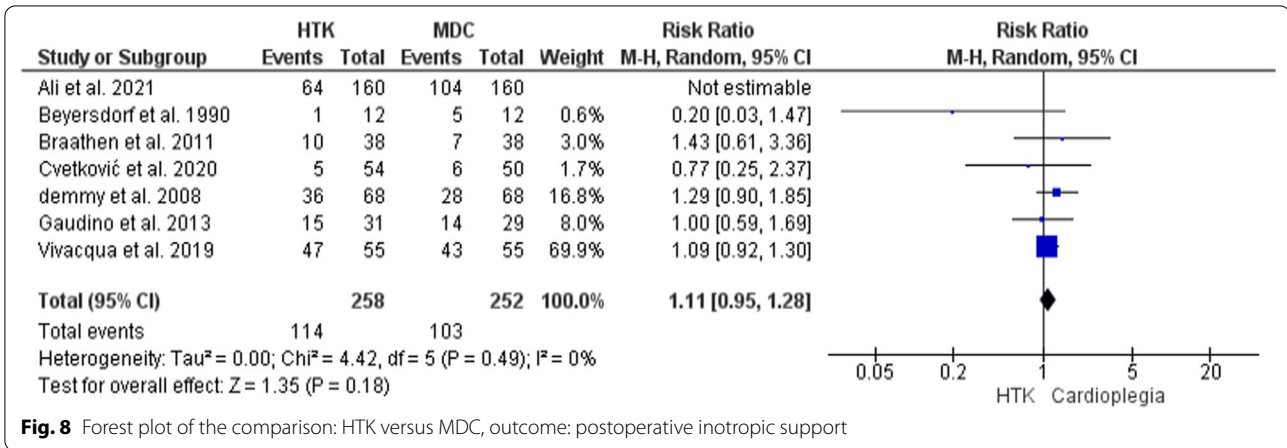 HTK MDC Risk Ratio Risk Ratio
Study or Subgroup Events Total Events Total Weight M-H, Random, 95% CI M-H, Random, 95% CI
Ali et al. 2021 64 160 104 160 Not estimable
Beyersdorf et al. 1990 1 12 5 12 0.6% 0.20 [0.03, 1.47]
Braathen et al. 2011 10 38 7 38 3.0% 1.43 [0.61, 3.36]
Cvetković et al. 2020 5 54 6 50 1.7% 0.77 [0.25, 2.37]
demmy et al. 2008 36 68 28 68 16.8% 1.29 [0.90, 1.85]
Gaudino et al. 2013 15 31 14 29 8.0% 1.00 [0.59, 1.69]
Vivacqua et al. 2019 47 55 43 55 69.9% 1.09 [0.92, 1.30]
Total (95% CI) 258 252 100.0% 1.11 [0.95, 1.28]
Total events 114 103
Heterogeneity: Tau² = 0.00; Chi² = 4.42, df = 5 (P = 0.49); I² = 0%
Test for overall effect: Z = 1.35 (P = 0.18)
0.05 0.2 1 5 20
HTK Cardioplegia
Fig. 8 Forest plot of the comparison: HTK versus MDC, outcome: postoperative inotropic support